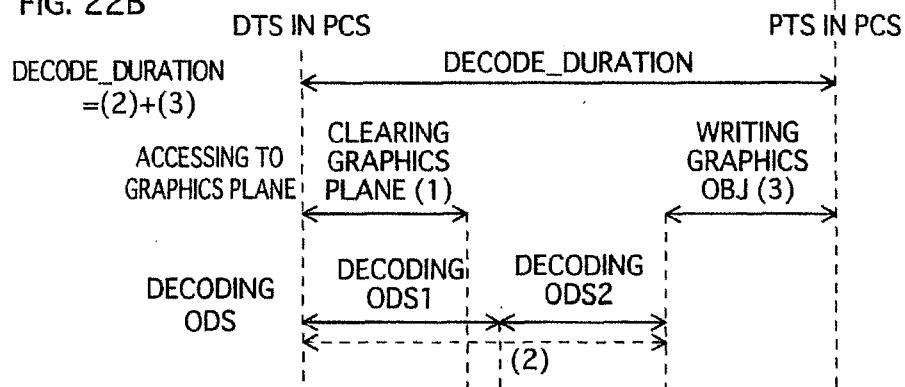 FIG. 22B
DTS IN PCS
PTS IN PCS
DECODE_DURATION
=(2)+(3)
DECODE_DURATION
ACCESSING TO
GRAPHICS PLANE
CLEARING
GRAPHICS
PLANE (1)
WRITING
GRAPHICS
OBJ (3)
DECODING
ODS
DECODING
ODS1
DECODING
ODS2
(2)